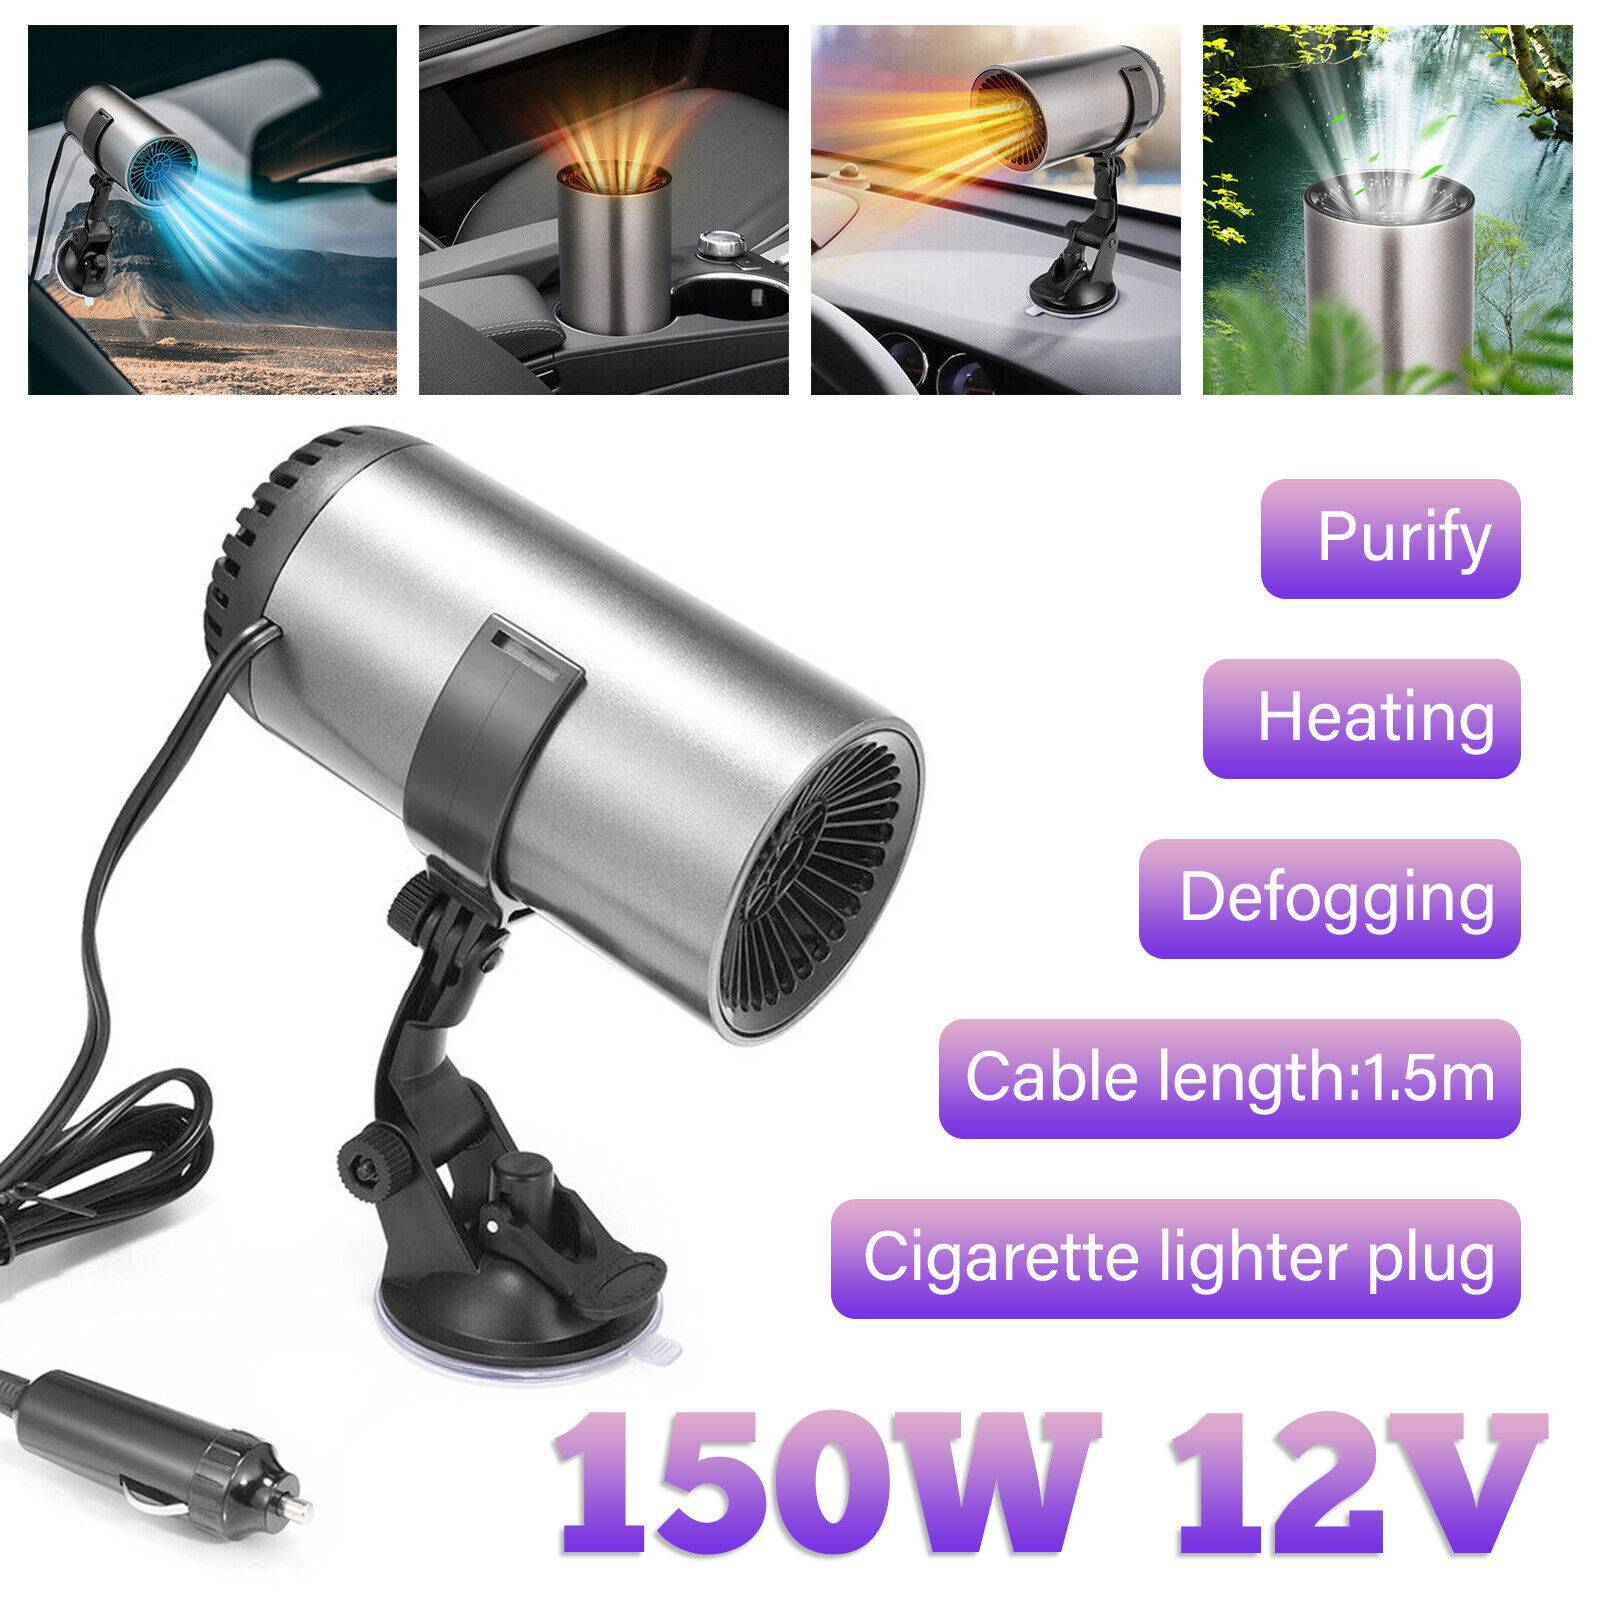 Purify
Heating
Defogging
Cable length:1.5m
Cigarette lighter plug
150W 12V